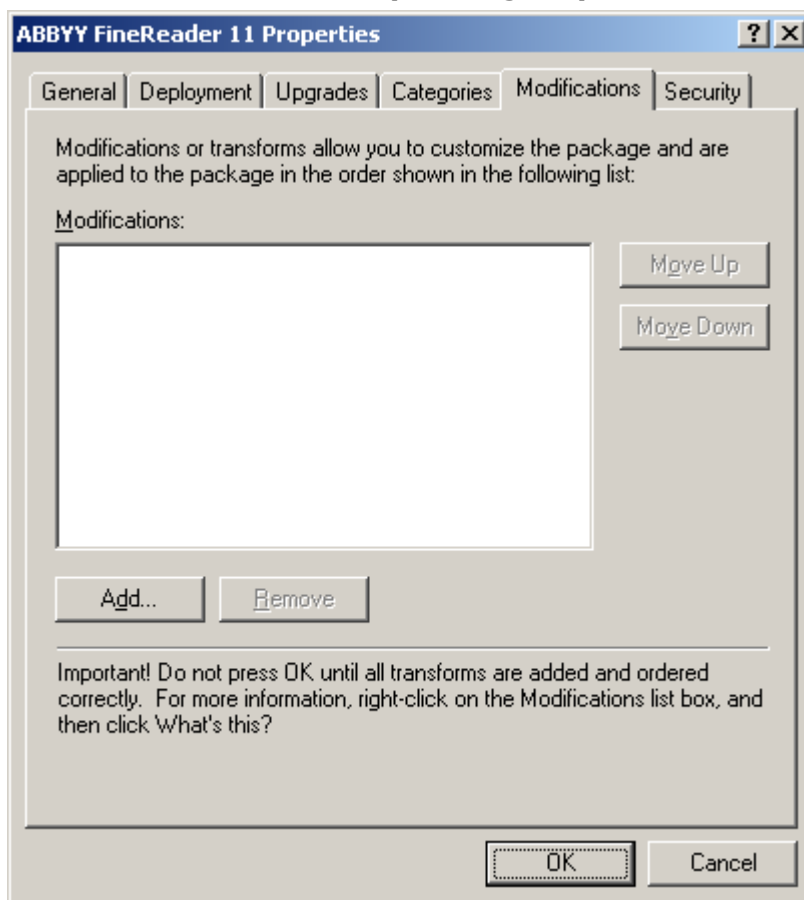 ABBYY FineReader 11 Properties
General Deployment Upgrades Categories Modifications Security
Modifications or transforms allow you to customize the package and are
applied to the package in the order shown in the following list:
Modifications:
Move Up
Move Down
Add... Remove
Important! Do not press OK until all transforms are added and ordered
correctly. For more information, right-click on the Modifications list box, and
then click What's this?
OK Cancel